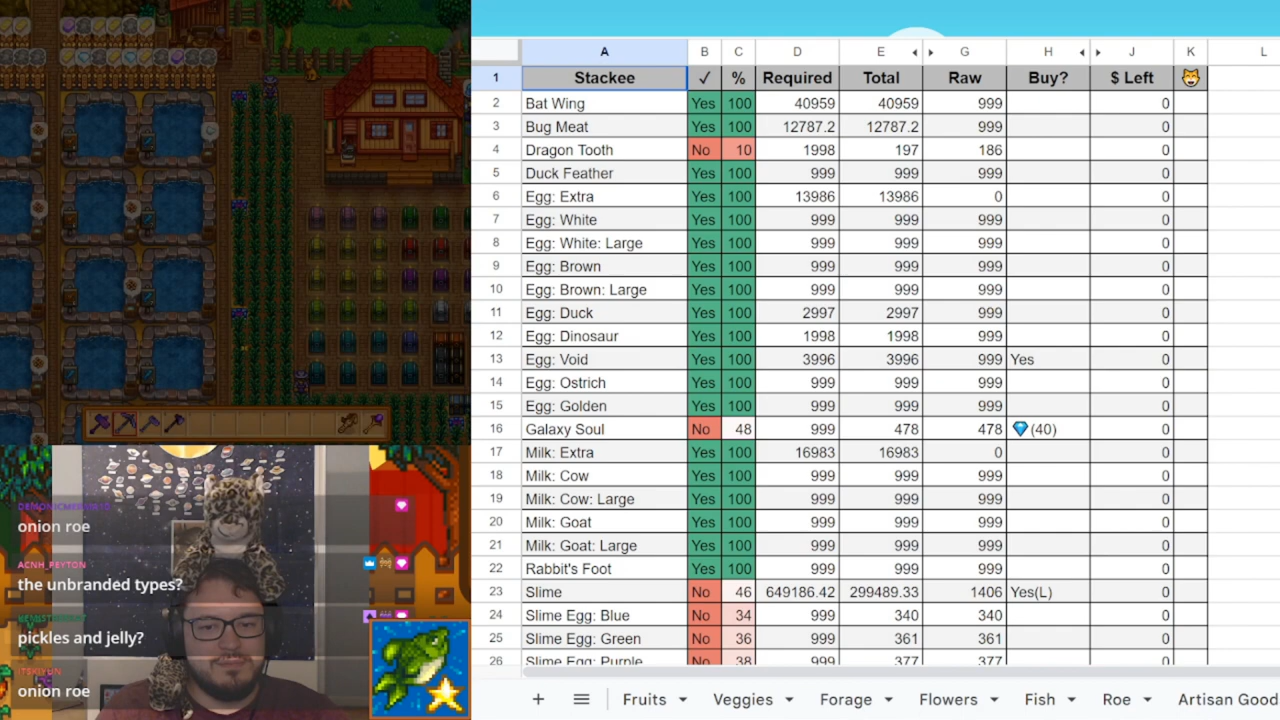 A B C D E G H J K L
1 Stackee ✓ % Required Total Raw Buy? $ Left
2 Bat Wing Yes 100 40959 40959 999 0
3 Bug Meat Yes 100 12787.2 12787.2 999 0
4 Dragon Tooth No 10 1998 197 186 0
5 Duck Feather Yes 100 999 999 999 0
6 Egg: Extra Yes 100 13986 13986 0 0
7 Egg: White Yes 100 999 999 999 0
8 Egg: White: Large Yes 100 999 999 999 0
9 Egg: Brown Yes 100 999 999 999 0
10 Egg: Brown: Large Yes 100 999 999 999 0
11 Egg: Duck Yes 100 2997 2997 999 0
12 Egg: Dinosaur Yes 100 1998 1998 999 0
13 Egg: Void Yes 100 3996 3996 999 Yes 0
14 Egg: Ostrich Yes 100 999 999 999 0
15 Egg: Golden Yes 100 999 999 999 0
16 Galaxy Soul No 48 999 478 478 💎(40) 0
17 Milk: Extra Yes 100 16983 16983 0 0
18 Milk: Cow Yes 100 999 999 999 0
19 Milk: Cow: Large Yes 100 999 999 999 0
20 Milk: Goat Yes 100 999 999 999 0
21 Milk: Goat: Large Yes 100 999 999 999 0
22 Rabbit's Foot Yes 100 999 999 999 0
23 Slime No 46 649186.42 299489.33 1406 Yes(L) 0
24 Slime Egg: Blue No 34 999 340 340 0
25 Slime Egg: Green No 36 999 361 361 0
26 Slime Egg: Purple No 38 999 377 377 0
+ Fruits Veggies Forage Flowers Fish Roe Artisan Good
onion roe
ACNH_PEYTON
the unbranded types?
pickles and jelly?
onion roe